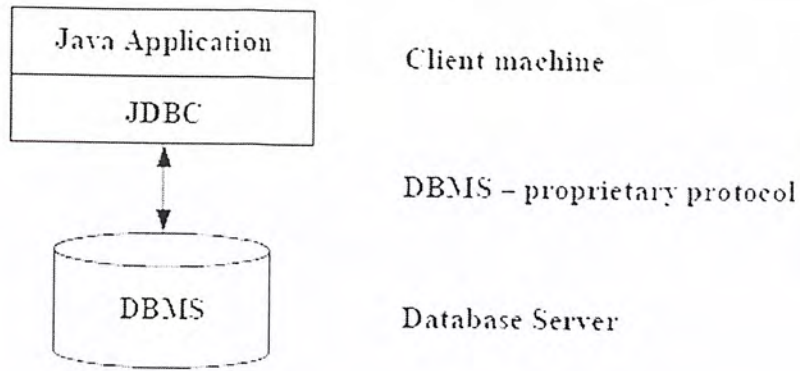 Java Application
Client machine
JDBC
DBMS – proprietary protocol
DBMS
Database Server